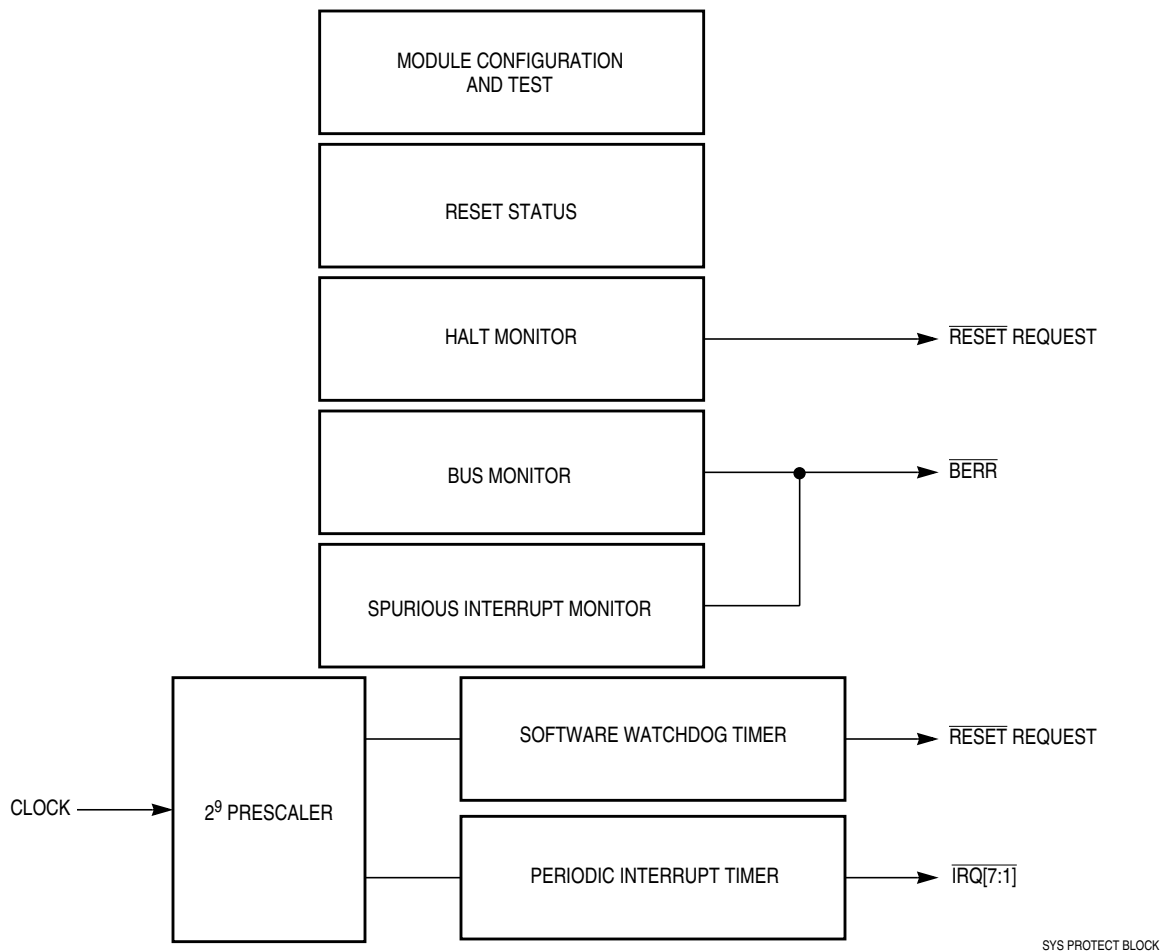 MODULE CONFIGURATION
AND TEST
RESET STATUS
HALT MONITOR
RESET REQUEST
BUS MONITOR
BERR
SPURIOUS INTERRUPT MONITOR
SOFTWARE WATCHDOG TIMER
RESET REQUEST
CLOCK
2⁹ PRESCALER
PERIODIC INTERRUPT TIMER
IRQ[7:1]
SYS PROTECT BLOCK